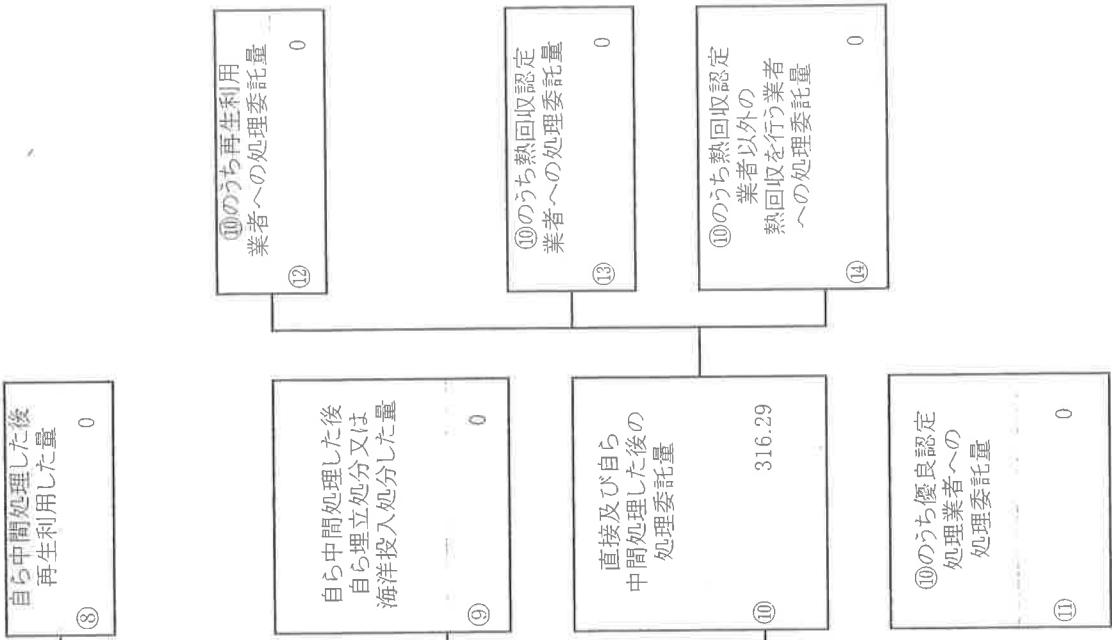 自ら中間処理した後
再生利用した量
⑧
0
自ら中間処理した後
自ら埋立処分又は
海洋投入処分した量
⑨
0
直接及び自ら
中間処理した後の
処理委託量
⑩
316.29
⑩のうち優良認定
処理業者への
処理委託量
⑪
0
⑩のうち再生利用
業者への処理委託量
⑫
0
⑩のうち熱回収認定
業者への処理委託量
⑬
0
⑩のうち熱回収認定
業者以外の
熱回収を行う業者
への処理委託量
⑭
0